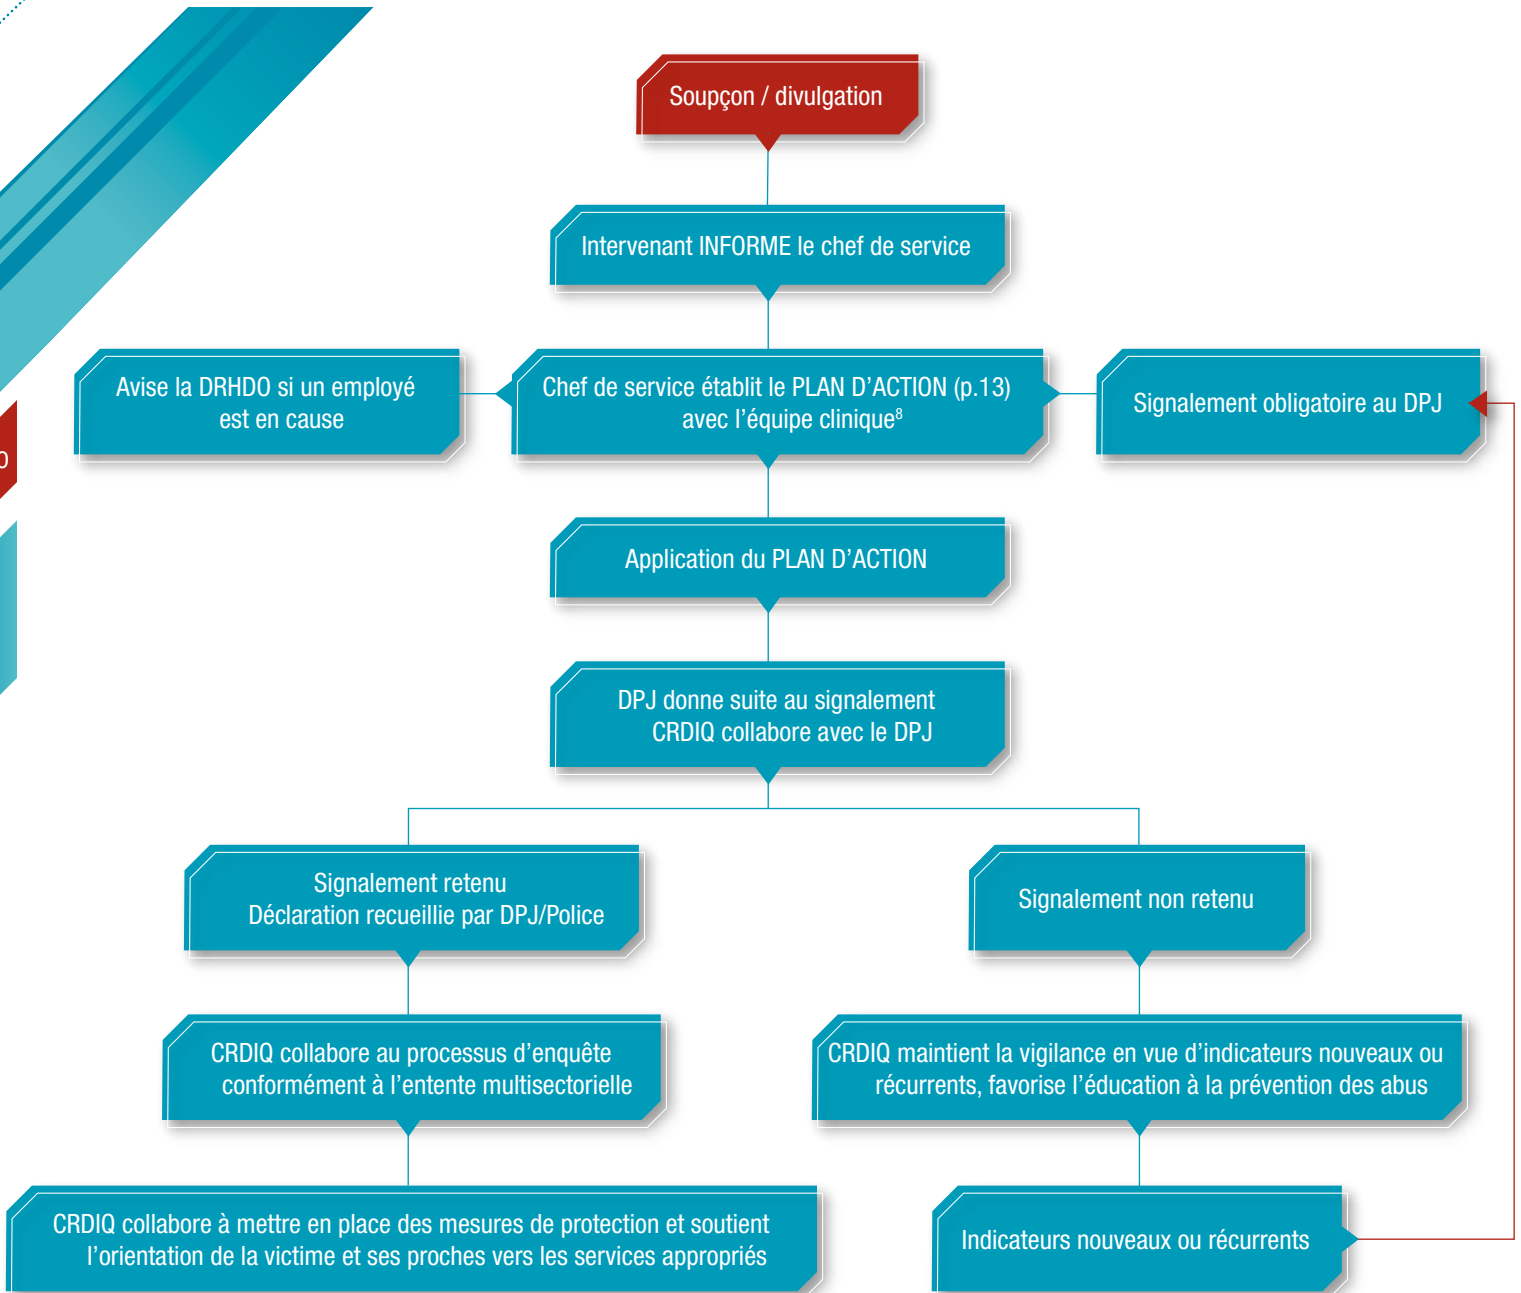 Soupçon / divulgation
Intervenant INFORME le chef de service
Avise la DRHDO si un employé
est en cause
Chef de service établit le PLAN D’ACTION (p.13)
avec l’équipe clinique⁸
Signalement obligatoire au DPJ
0
Application du PLAN D’ACTION
DPJ donne suite au signalement
CRDIQ collabore avec le DPJ
Signalement retenu
Déclaration recueillie par DPJ/Police
Signalement non retenu
CRDIQ collabore au processus d’enquête
conformément à l’entente multisectorielle
CRDIQ maintient la vigilance en vue d’indicateurs nouveaux ou
récurrents, favorise l’éducation à la prévention des abus
CRDIQ collabore à mettre en place des mesures de protection et soutient
l’orientation de la victime et ses proches vers les services appropriés
Indicateurs nouveaux ou récurrents